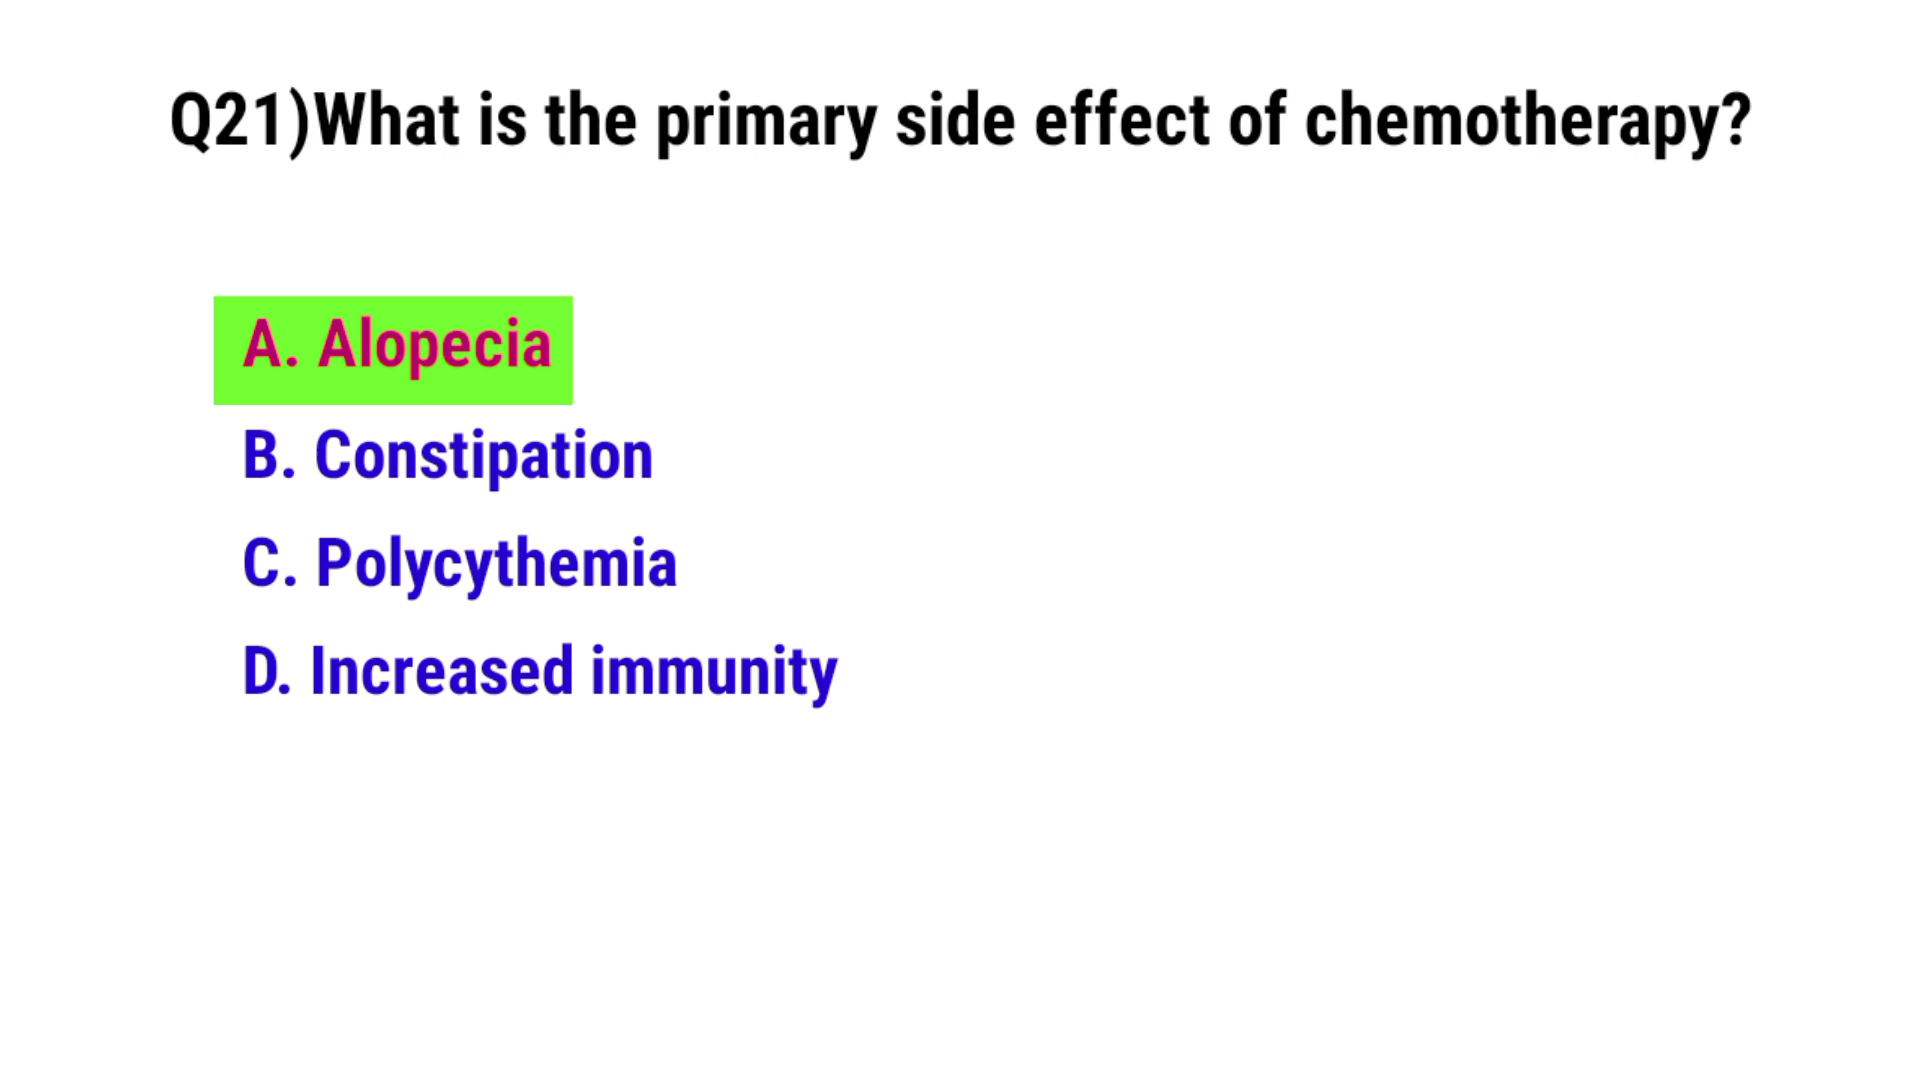 Q21)What is the primary side effect of chemotherapy?
A. Alopecia
B. Constipation
C. Polycythemia
D. Increased immunity